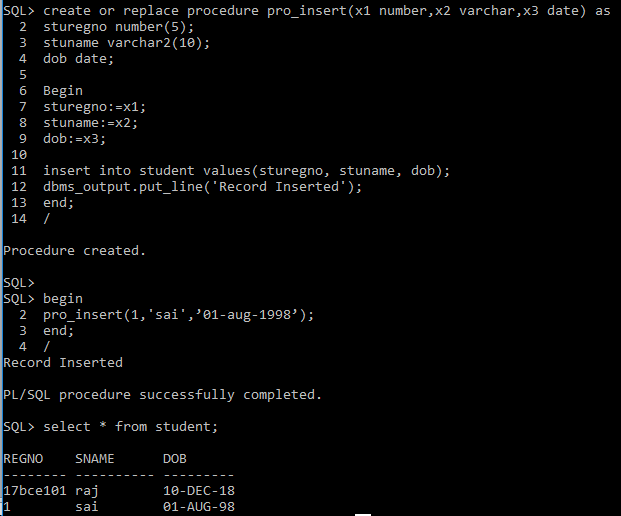 SQL> create or replace procedure pro_insert(x1 number,x2 varchar,x3 date) as
2 sturegno number(5);
3 stuname varchar2(10);
4 dob date;
5
6 Begin
7 sturegno:=x1;
8 stuname:=x2;
9 dob:=x3;
10
11 insert into student values(sturegno, stuname, dob);
12 dbms_output.put_line('Record Inserted');
13 end;
14 /
Procedure created.
SQL>
SQL> begin
2 pro_insert(1,'sai',’01-aug-1998’);
3 end;
4 /
Record Inserted
PL/SQL procedure successfully completed.
SQL> select * from student;
REGNO SNAME DOB
-------- ---------- ---------
17bce101 raj 10-DEC-18
1 sai 01-AUG-98